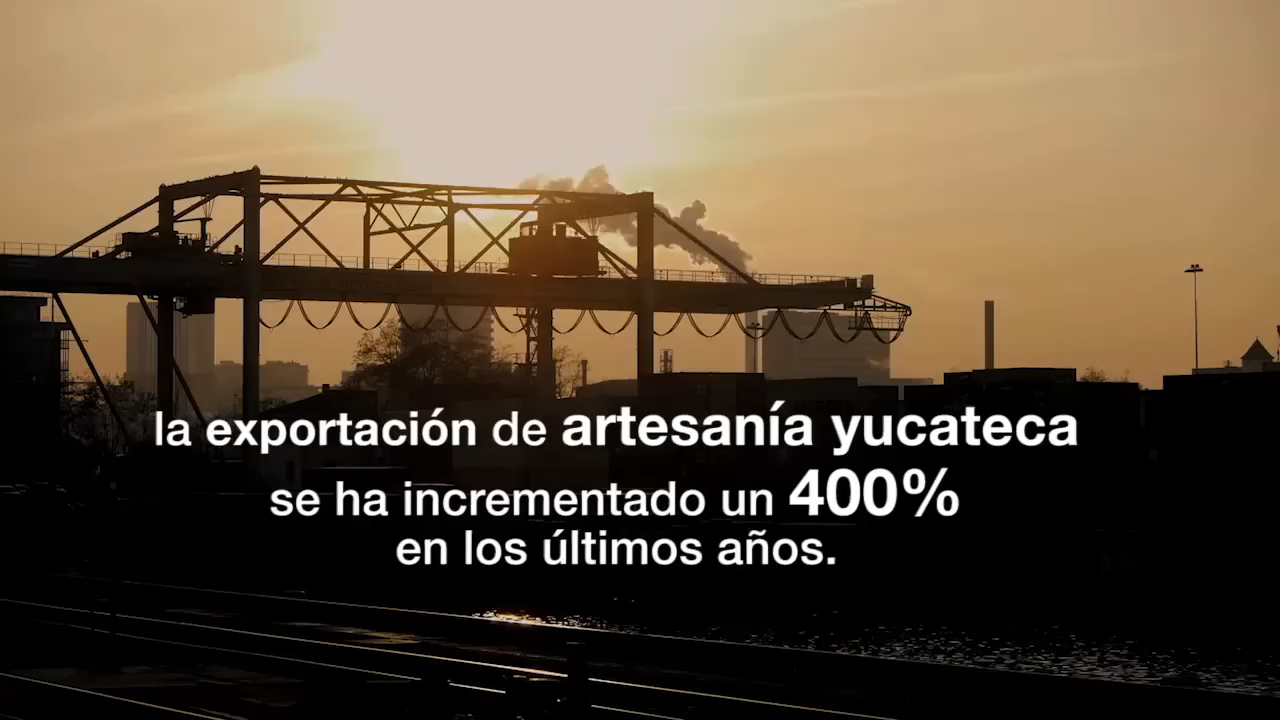 la exportación de artesanía yucateca
se ha incrementado un 400%
en los últimos años.